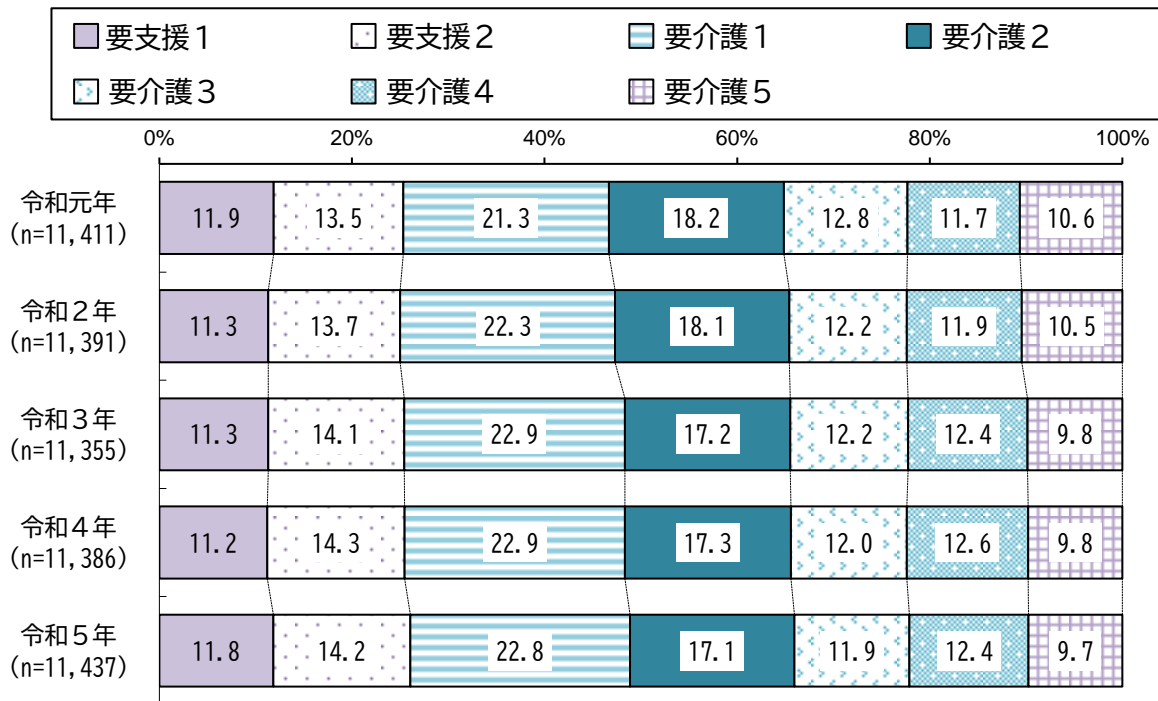 要支援１ 要支援２ 要介護１ 要介護２
要介護３ 要介護４ 要介護５
0% 20% 40% 60% 80% 100%
令和元年
(n=11,411)
11.9 13.5 21.3 18.2 12.8 11.7 10.6
令和２年
(n=11,391)
11.3 13.7 22.3 18.1 12.2 11.9 10.5
令和３年
(n=11,355)
11.3 14.1 22.9 17.2 12.2 12.4 9.8
令和４年
(n=11,386)
11.2 14.3 22.9 17.3 12.0 12.6 9.8
令和５年
(n=11,437)
11.8 14.2 22.8 17.1 11.9 12.4 9.7